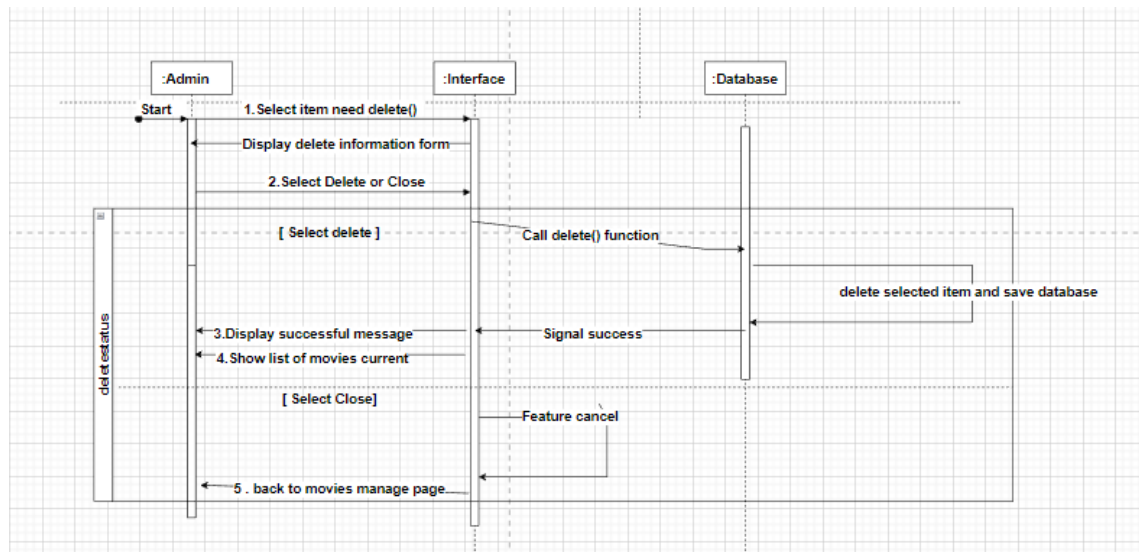 :Admin
:Interface
:Database
Start
1.Select item need delete()
Display delete information form
2.Select Delete or Close
[ Select delete ]
Call delete() function
delete selected item and save database
3.Display successful message
Signal success
4.Show list of movies current
deletestatus
[ Select Close]
Feature cancel
5 . back to movies manage page